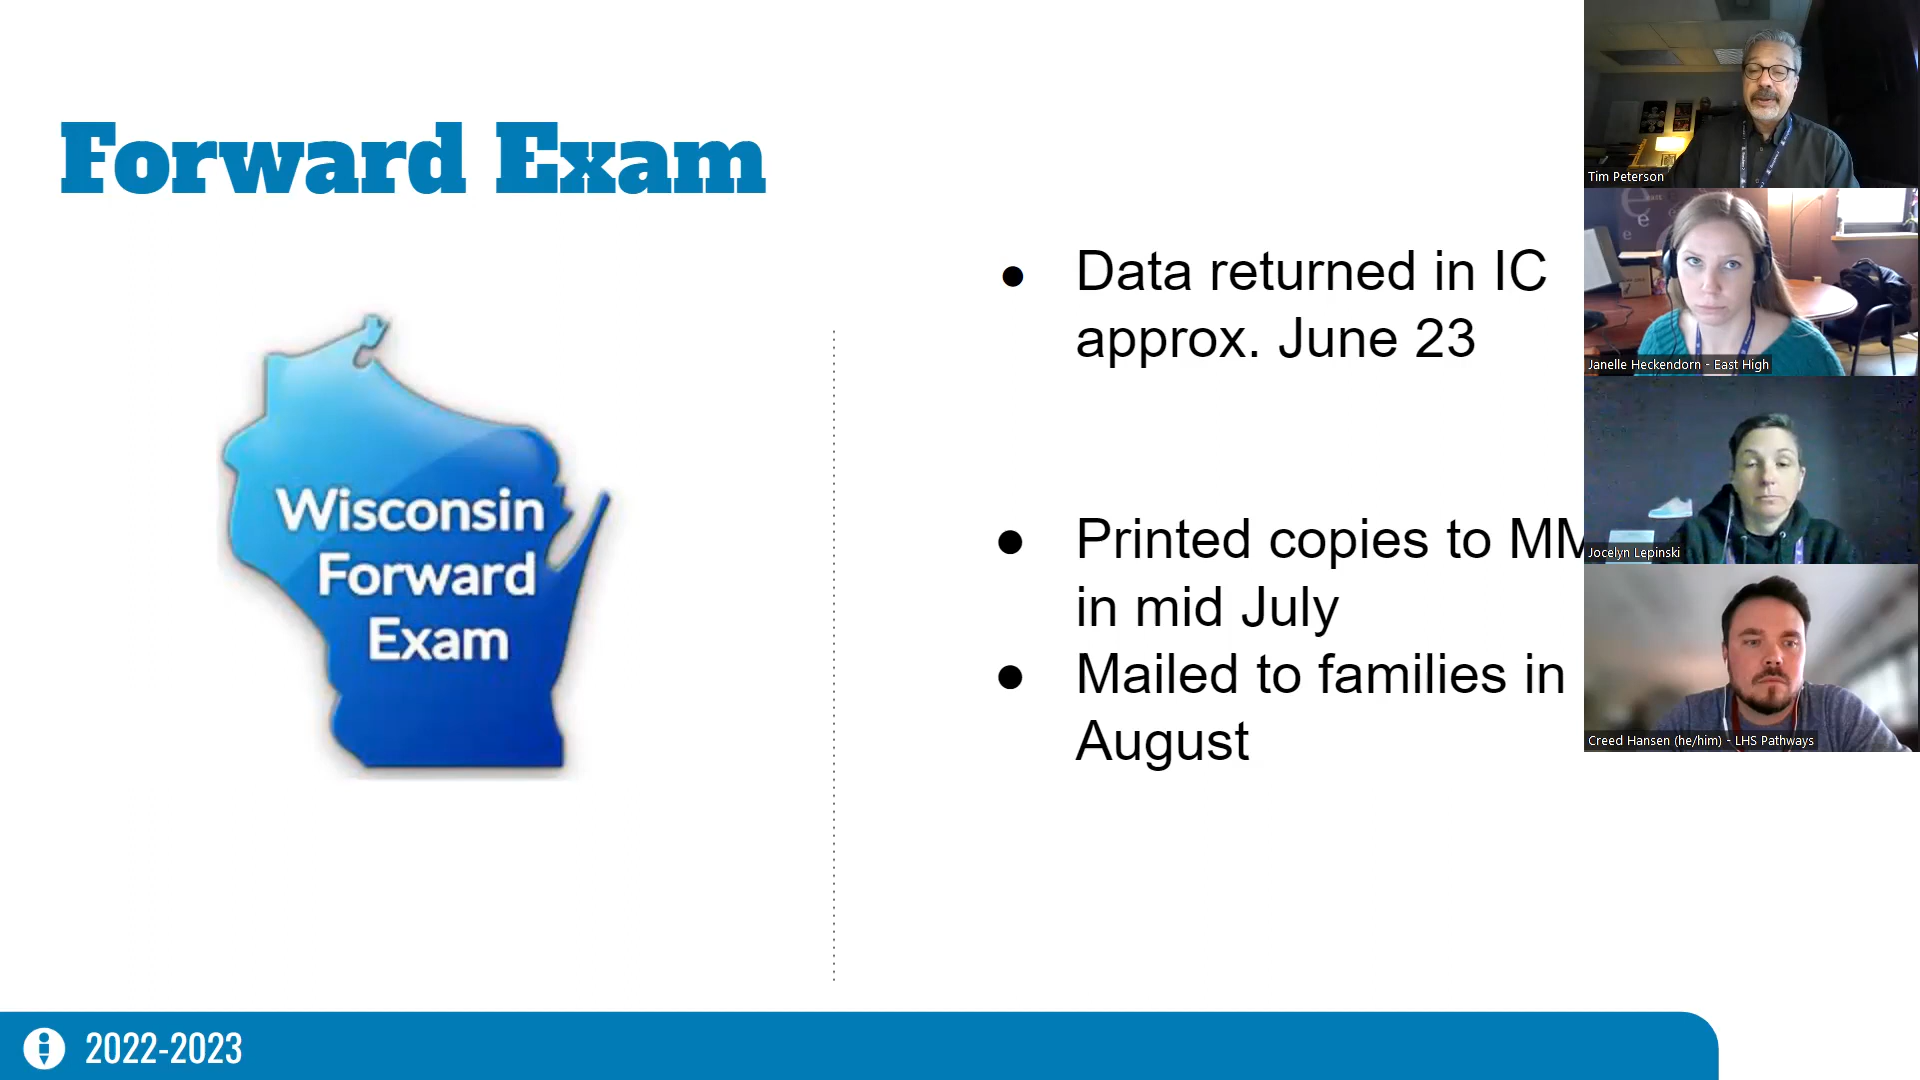 Forward Exam
Wisconsin
Forward
Exam
● Data returned in IC
approx. June 23
● Printed copies to
in mid July
● Mailed to families in
August
2022-2023
Tim Peterson
Janelle Heckendorn - East High
Jocelyn Lepinski
Creed Hansen (he/him) - LHS Pathways